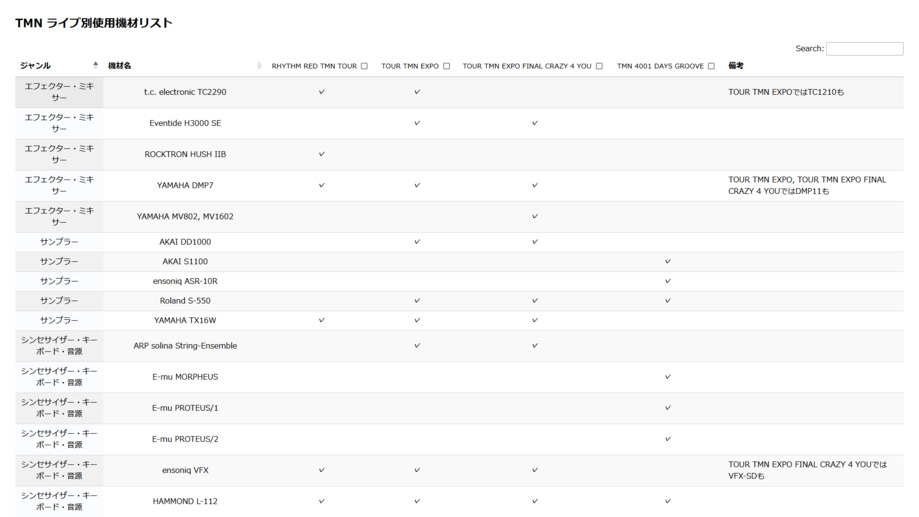 TMN ライブ別使用機材リスト
Search:
ジャンル 機材名 RHYTHM RED TMN TOUR TOUR TMN EXPO TOUR TMN EXPO FINAL CRAZY 4 YOU TMN 4001 DAYS GROOVE 備考
エフェクター・ミキサー t.c. electronic TC2290 ✓ ✓ TOUR TMN EXPOではTC1210も
エフェクター・ミキサー Eventide H3000 SE ✓ ✓
エフェクター・ミキサー ROCKTRON HUSH IIB ✓
エフェクター・ミキサー YAMAHA DMP7 ✓ ✓ ✓ TOUR TMN EXPO, TOUR TMN EXPO FINAL CRAZY 4 YOUではDMP11も
エフェクター・ミキサー YAMAHA MV802, MV1602 ✓
サンプラー AKAI DD1000 ✓ ✓
サンプラー AKAI S1100 ✓
サンプラー ensoniq ASR-10R ✓
サンプラー Roland S-550 ✓ ✓ ✓
サンプラー YAMAHA TX16W ✓ ✓ ✓
シンセサイザー・キーボード・音源 ARP solina String-Ensemble ✓ ✓
シンセサイザー・キーボード・音源 E-mu MORPHEUS ✓
シンセサイザー・キーボード・音源 E-mu PROTEUS/1 ✓
シンセサイザー・キーボード・音源 E-mu PROTEUS/2 ✓
シンセサイザー・キーボード・音源 ensoniq VFX ✓ ✓ ✓ TOUR TMN EXPO FINAL CRAZY 4 YOUではVFX-SDも
シンセサイザー・キーボード・音源 HAMMOND L-112 ✓ ✓ ✓ ✓